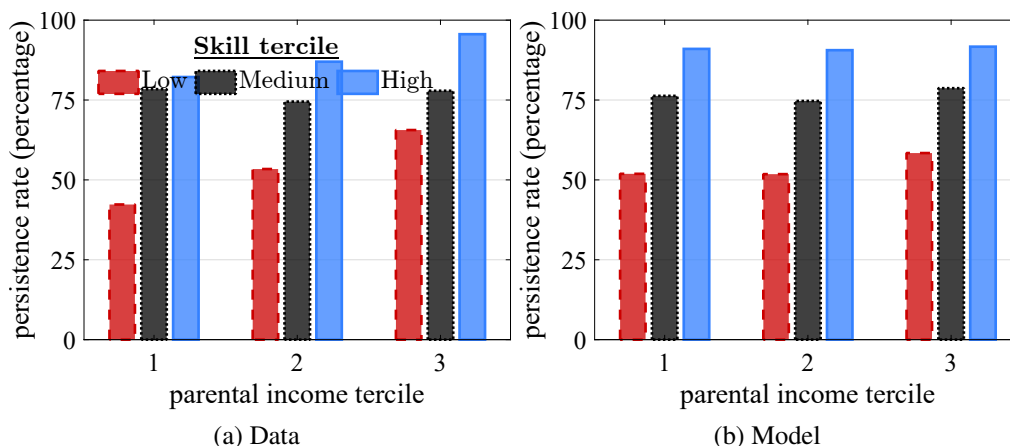 persistence rate (percentage)
100
75
50
25
0
Skill tercile
Low Medium High
1 2 3
parental income tercile
(a) Data
persistence rate (percentage)
100
75
50
25
0
1 2 3
parental income tercile
(b) Model